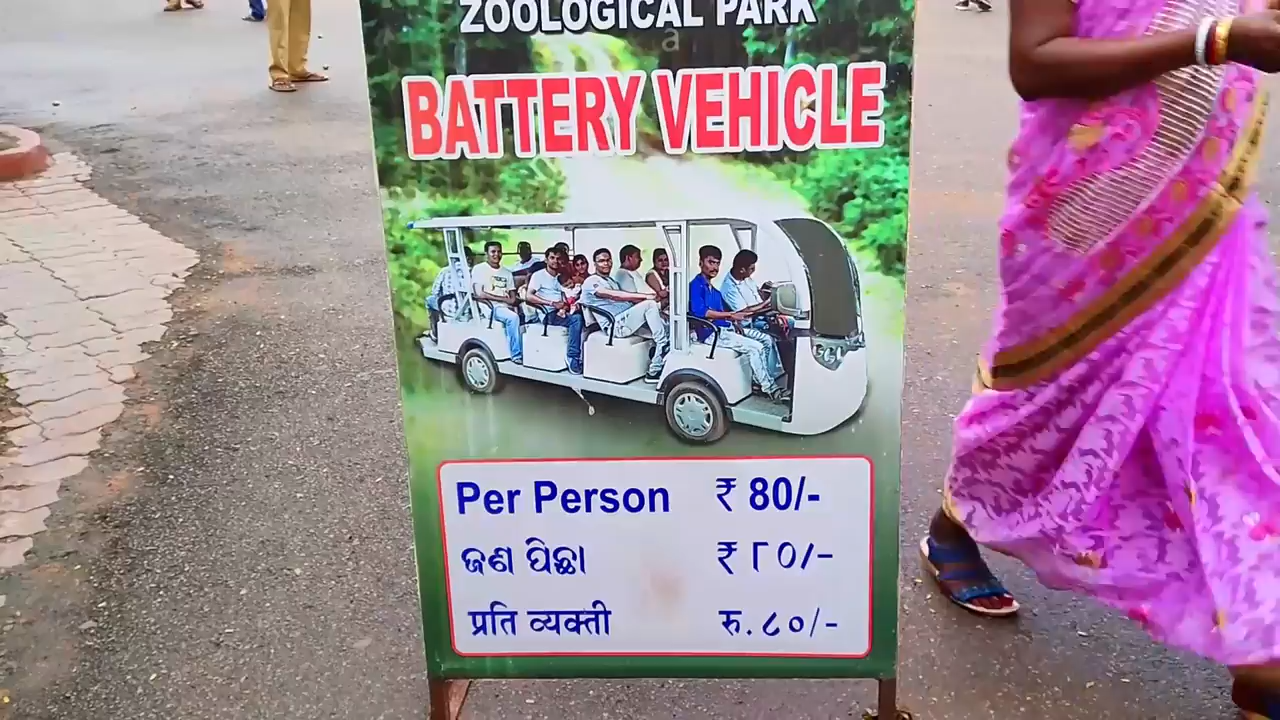 ZOOLOGICAL PARK
BATTERY VEHICLE
Per Person ₹ 80/-
ଜଣ ପିଛା ₹ ୮୦/-
प्रति व्यक्ती रु. ८०/-